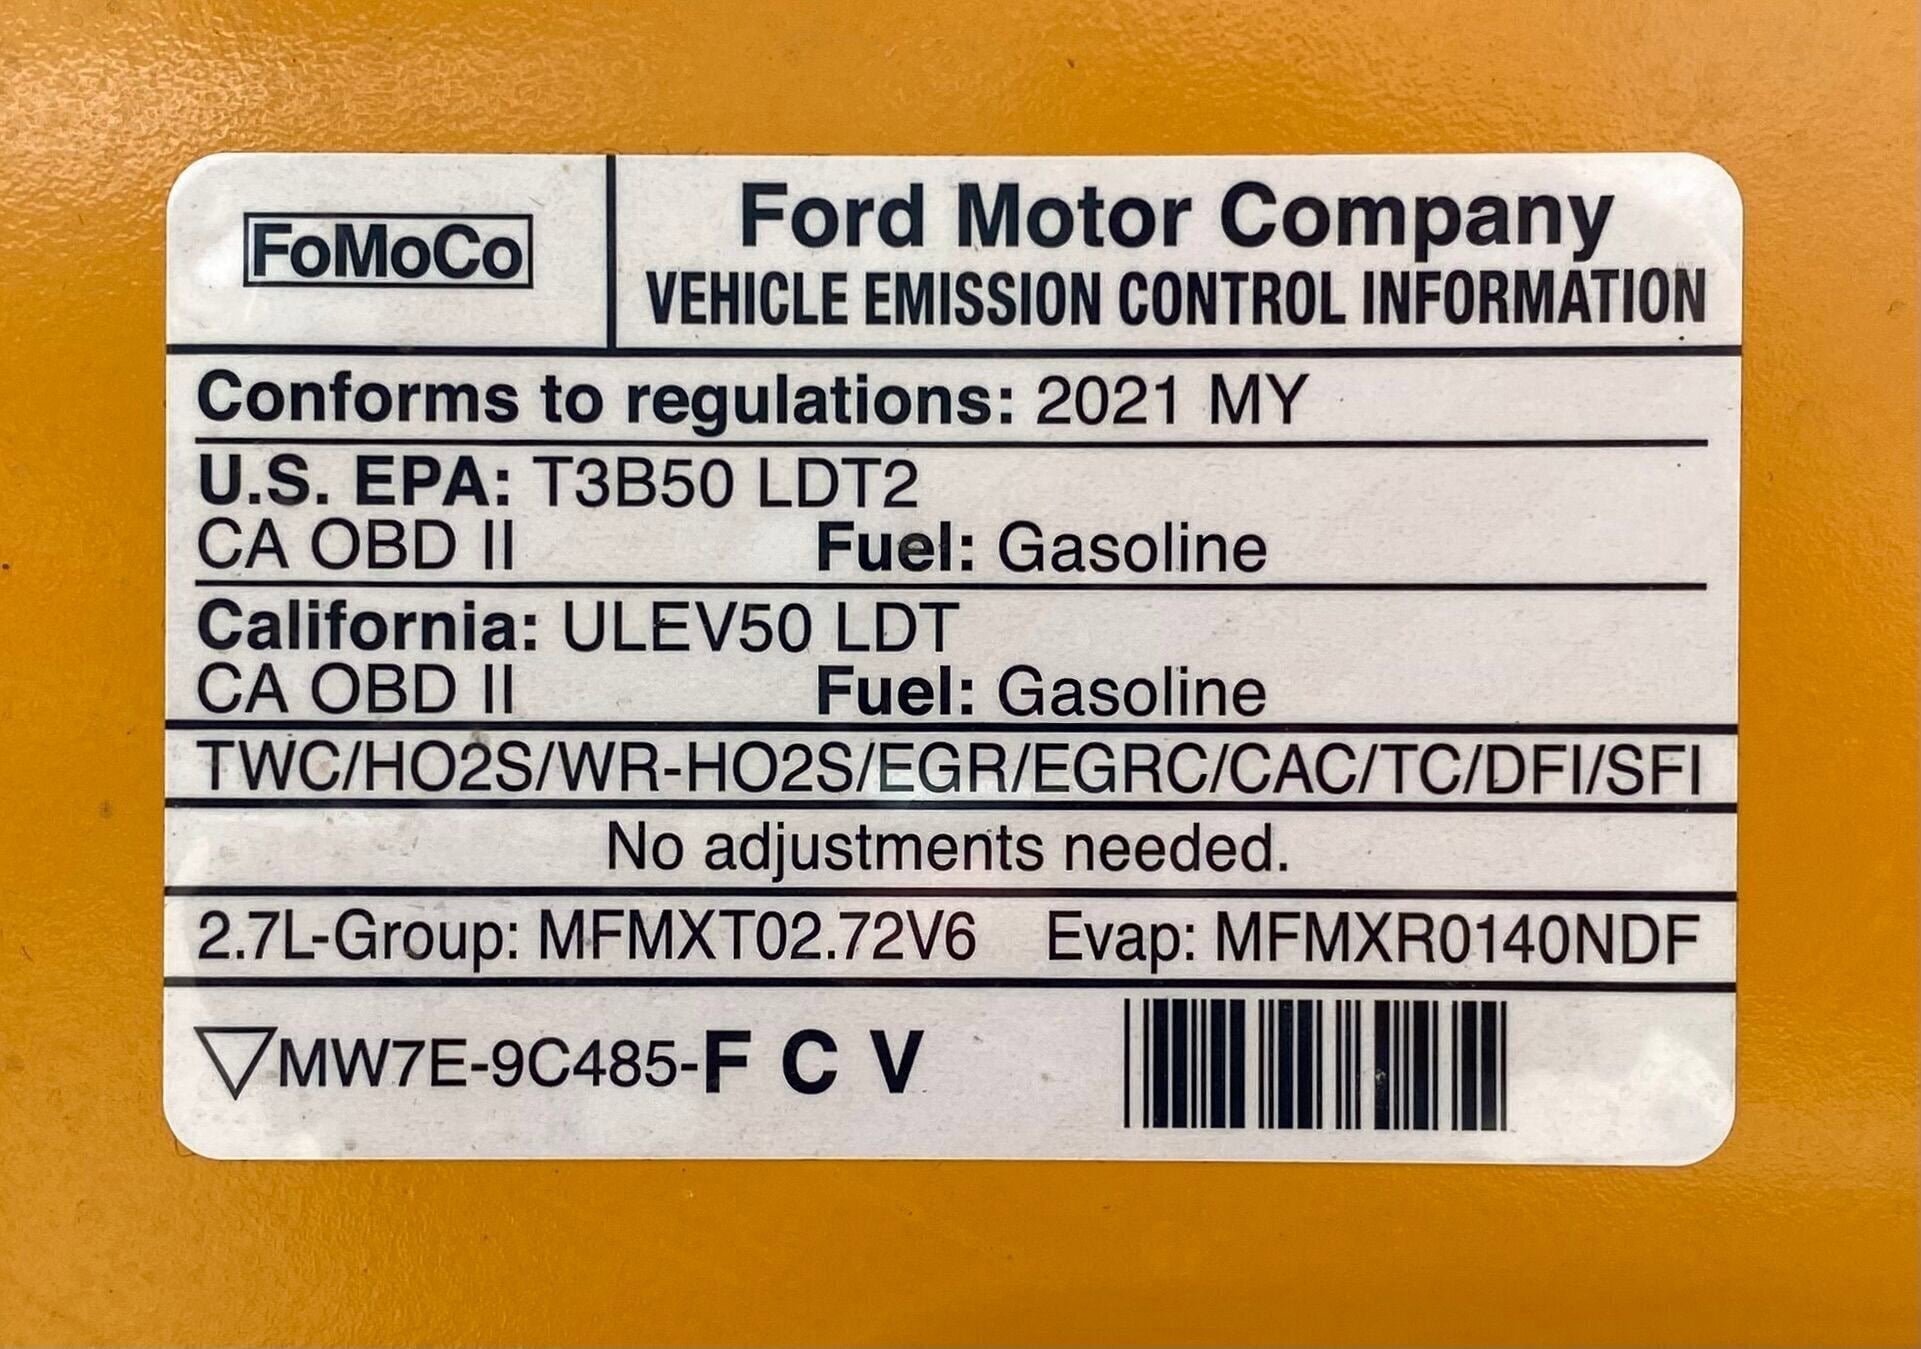 FoMoCo
Ford Motor Company
VEHICLE EMISSION CONTROL INFORMATION
Conforms to regulations: 2021 MY
U.S. EPA: T3B50 LDT2
CA OBD II Fuel: Gasoline
California: ULEV50 LDT
CA OBD II Fuel: Gasoline
TWC/HO2S/WR-HO2S/EGR/EGRC/CAC/TC/DFI/SFI
No adjustments needed.
2.7L-Group: MFMXT02.72V6 Evap: MFMXR0140NDF
MW7E-9C485-F C V